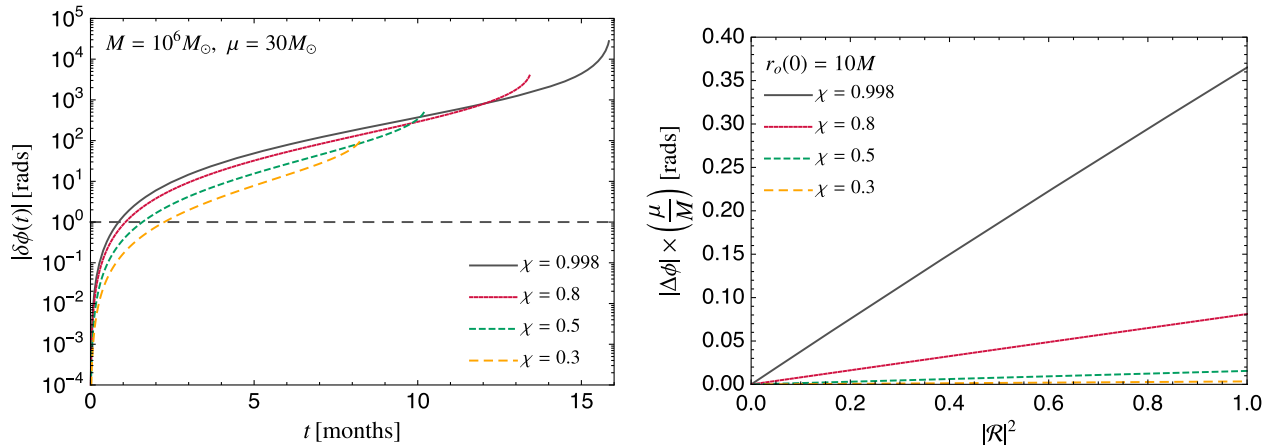 10^5
10^4
10^3
10^2
10^1
10^0
10^-1
10^-2
10^-3
10^-4
|δϕ(t)| [rads]
M = 10^6 M_⊙, μ = 30M_⊙
χ = 0.998
χ = 0.8
χ = 0.5
χ = 0.3
0 5 10 15
t [months]
0.40
0.35
0.30
0.25
0.20
0.15
0.10
0.05
0.00
|Δϕ| × (μ/M) [rads]
r_o(0) = 10M
χ = 0.998
χ = 0.8
χ = 0.5
χ = 0.3
0.0 0.2 0.4 0.6 0.8 1.0
|ℛ|^2